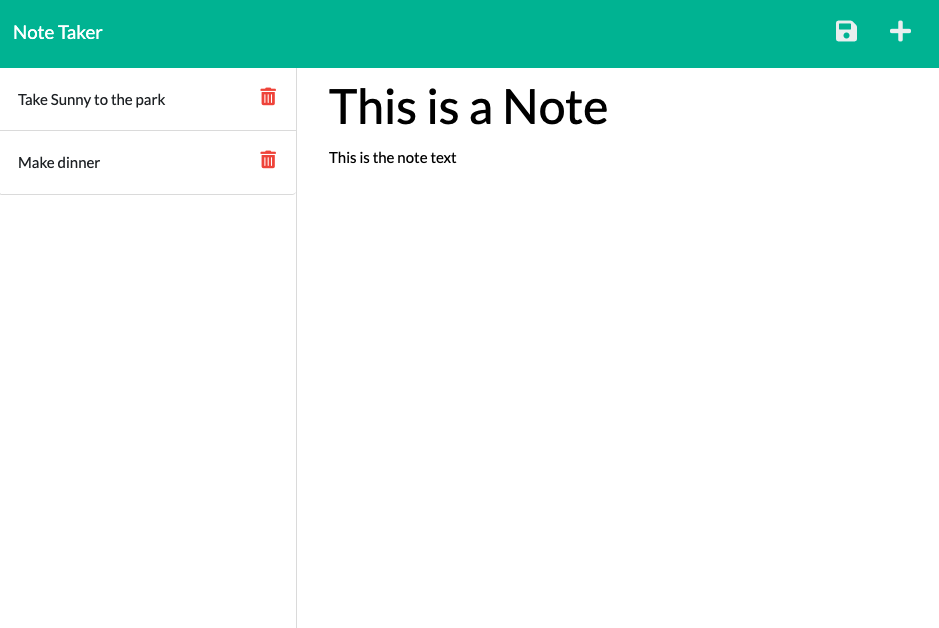 Note Taker
Take Sunny to the park
Make dinner
This is a Note
This is the note text